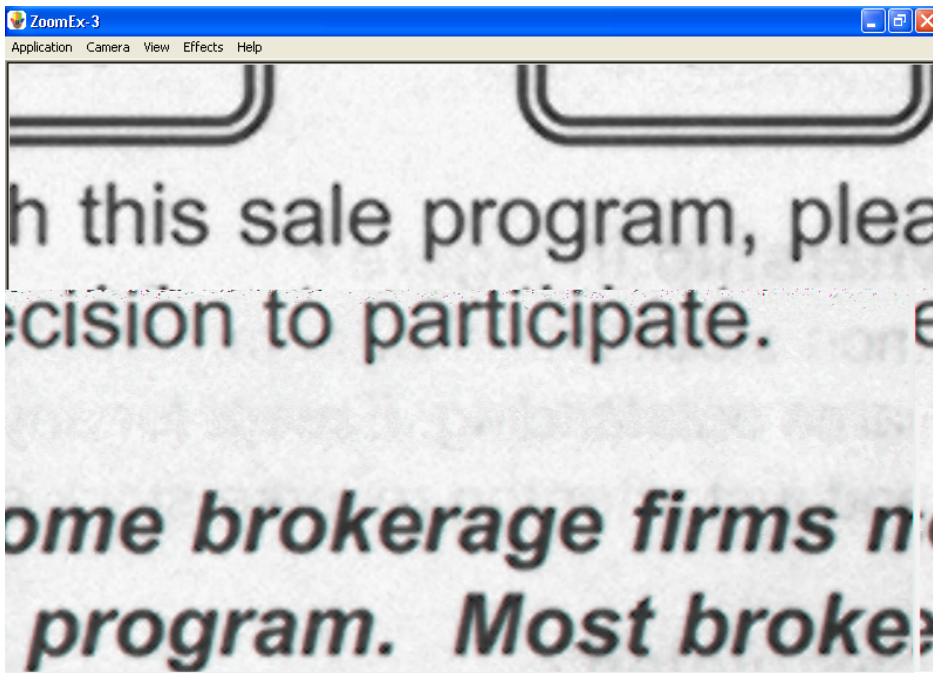 ZoomEx-3
Application Camera View Effects Help
h this sale program, plea
ecision to participate.
ome brokerage firms m
program. Most broke